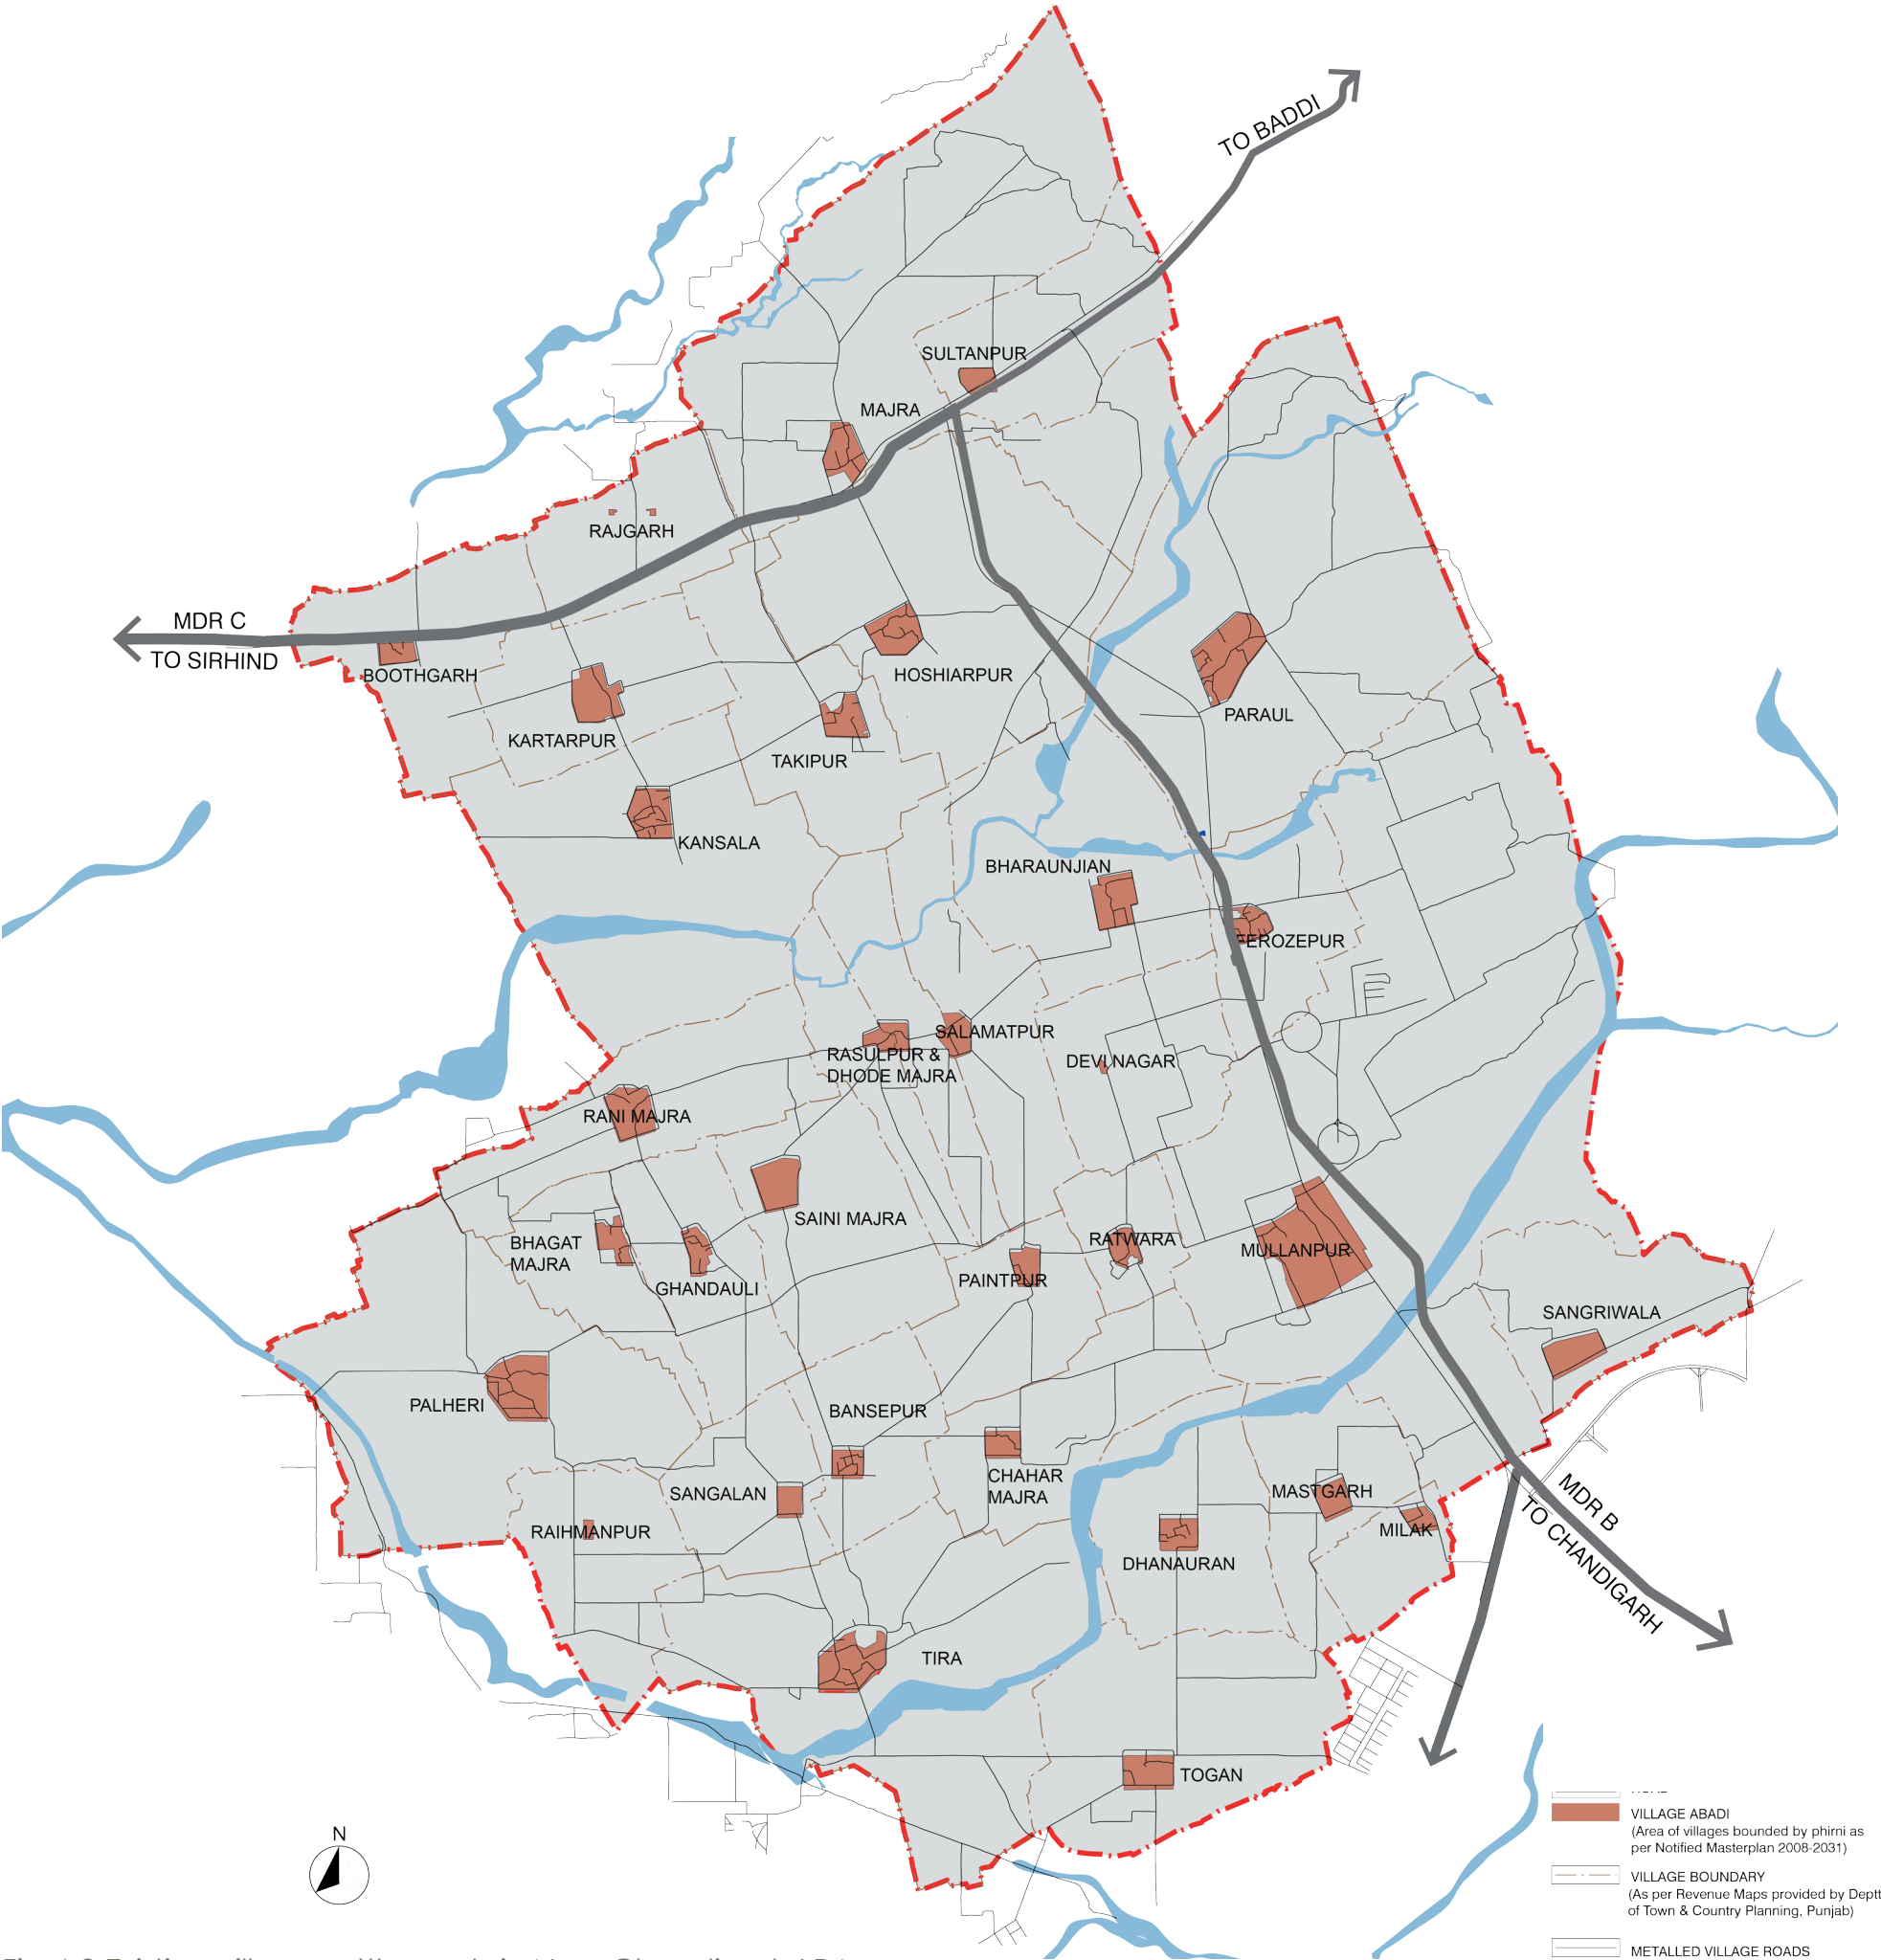 TO BADDI
SULTANPUR
MAJRA
RAJGARH
MDR C
TO SIRHIND
BOOTHGARH
HOSHIARPUR
PARAUL
KARTARPUR
TAKIPUR
KANSALA
BHARAUNJIAN
FEROZEPUR
SALAMATPUR
RASULPUR &
DHODE MAJRA
DEVI NAGAR
RANI MAJRA
SAINI MAJRA
BHAGAT
MAJRA
RATWARA
MULLANPUR
GHANDAULI
PAINTPUR
SANGRIWALA
PALHERI
BANSEPUR
CHAHAR
MAJRA
SANGALAN
MASTGARH
MDR B
TO CHANDIGARH
RAIHMANPUR
MILAK
DHANAURAN
TIRA
TOGAN
N
VILLAGE ABADI
(Area of villages bounded by phirni as
per Notified Masterplan 2008-2031)
VILLAGE BOUNDARY
(As per Revenue Maps provided by Deptt
of Town & Country Planning, Punjab)
METALLED VILLAGE ROADS